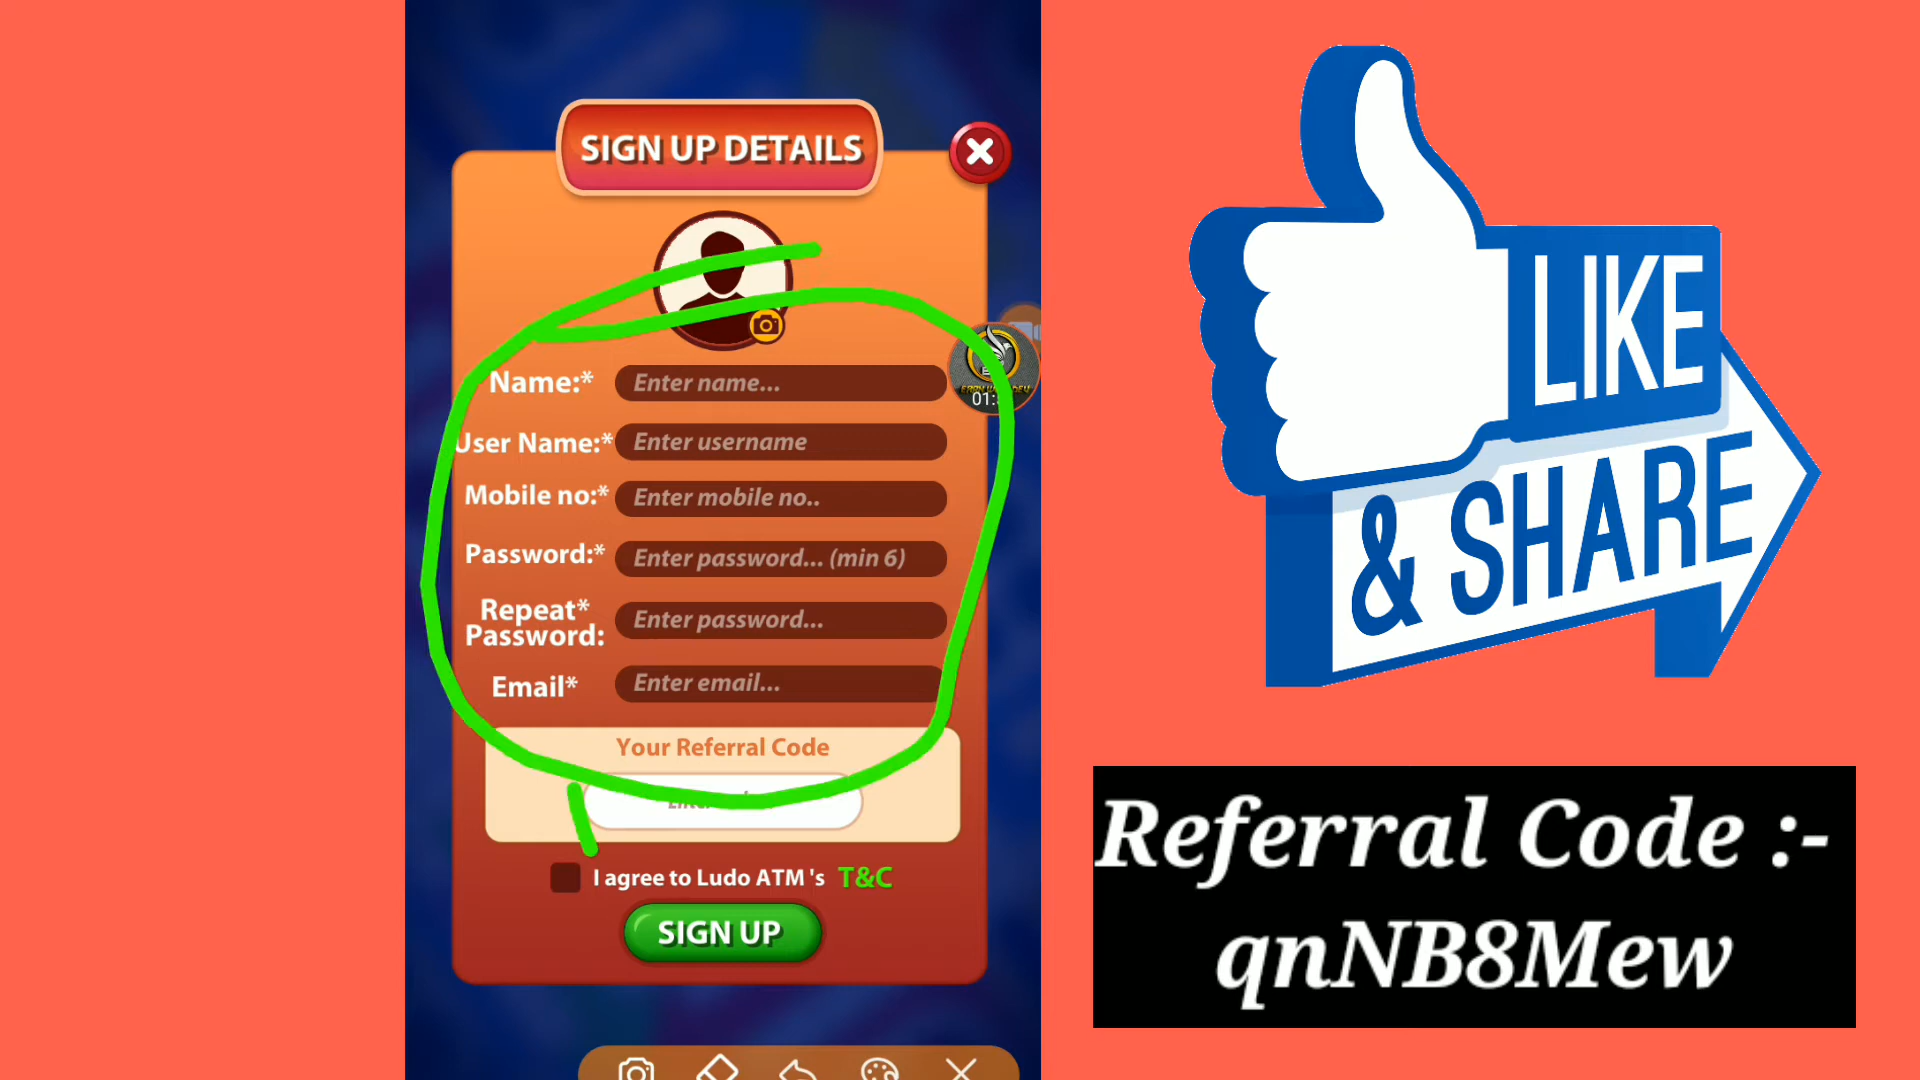 SIGN UP DETAILS
Name:* Enter name...
User Name:* Enter username
Mobile no:* Enter mobile no..
Password:* Enter password... (min 6)
Repeat* Password: Enter password...
Email* Enter email...
Your Referral Code
I agree to Ludo ATM 's T&C
SIGN UP
LIKE
& SHARE
Referral Code :-
qnNB8Mew